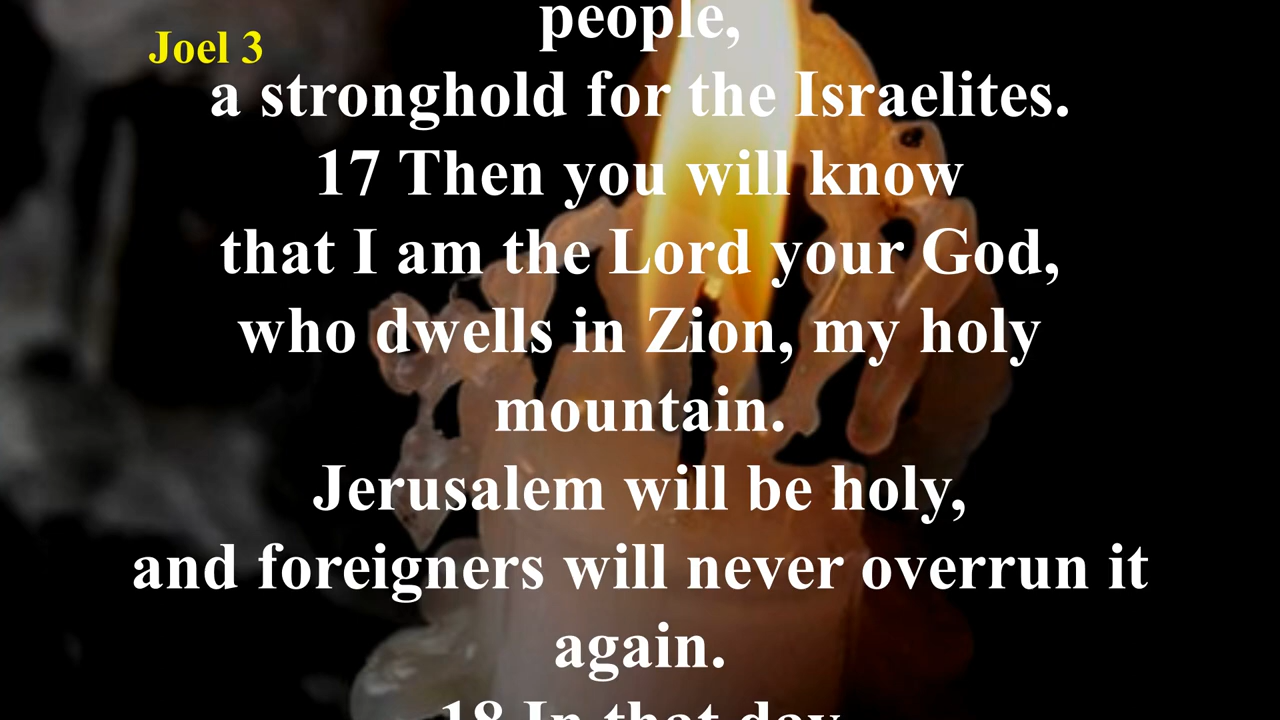 people,
Joel 3
a stronghold for the Israelites.
17 Then you will know
that I am the Lord your God,
who dwells in Zion, my holy
mountain.
Jerusalem will be holy,
and foreigners will never overrun it
again.
18 In that day